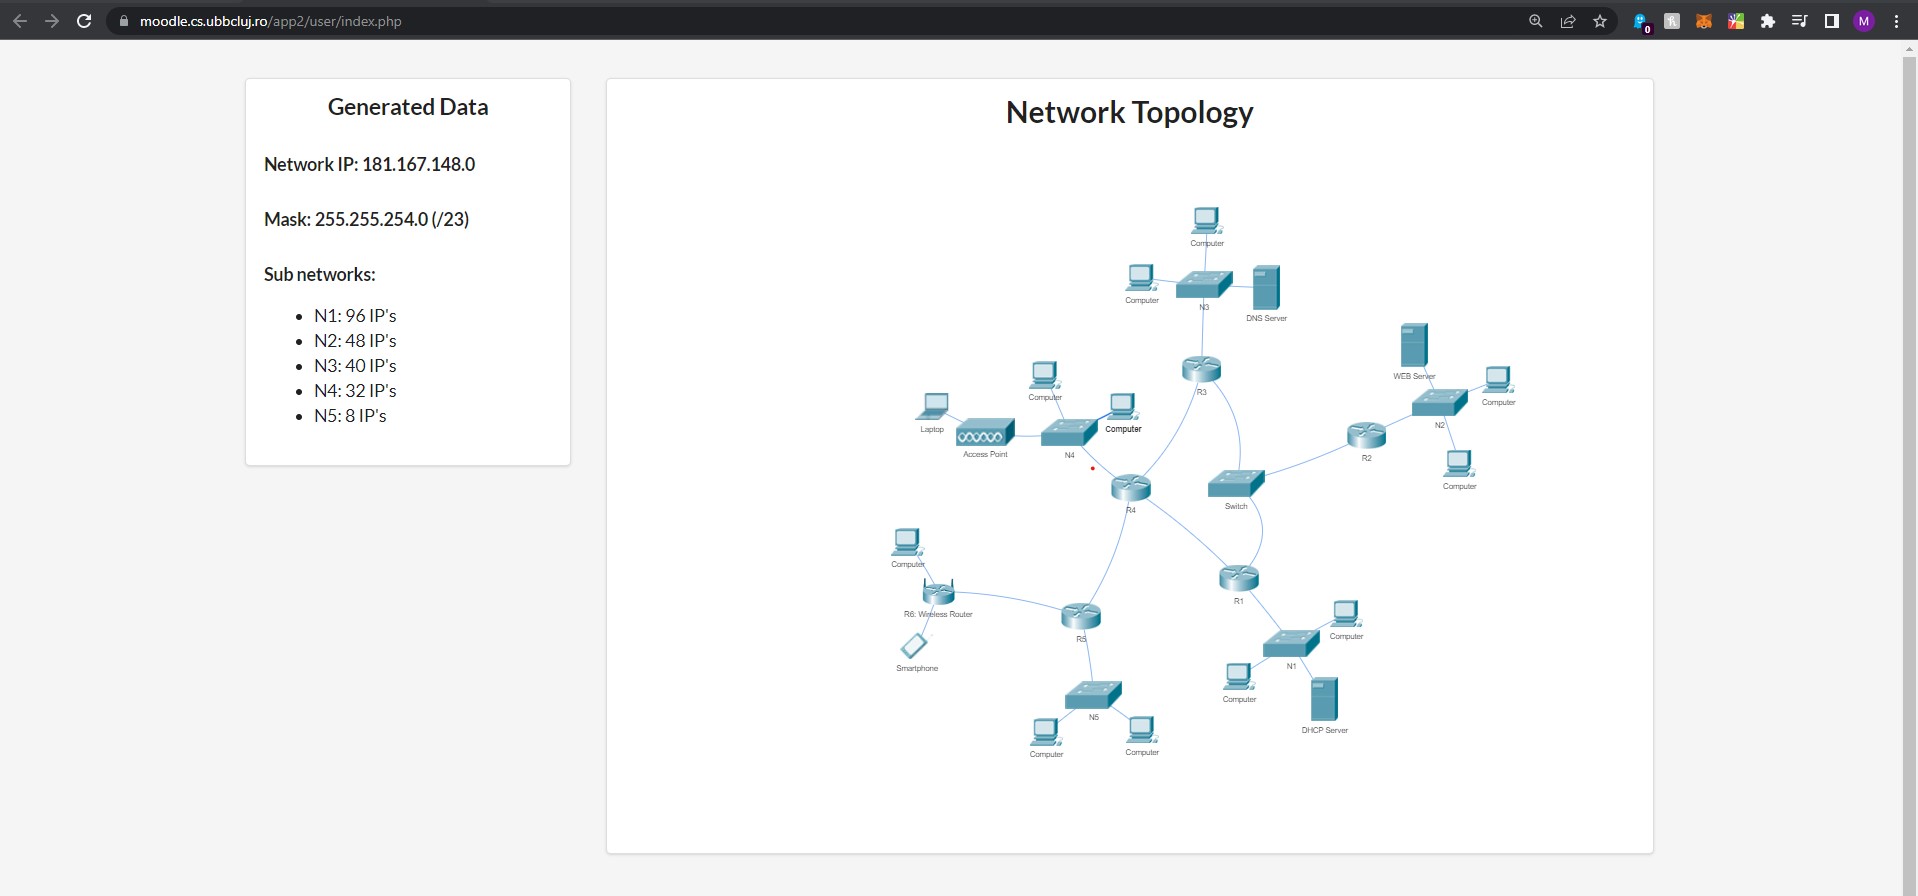 moodle.cs.ubbcluj.ro/app2/user/index.php
0
M
Generated Data
Network IP: 181.167.148.0
Mask: 255.255.254.0 (/23)
Sub networks:
N1: 96 IP's
N2: 48 IP's
N3: 40 IP's
N4: 32 IP's
N5: 8 IP's
Network Topology
Computer
Computer
N3
DNS Server
WEB Server
R3
Computer
Computer
N2
Laptop
Computer
Access Point
N4
R2
Computer
Switch
R4
Computer
R1
R6: Wireless Router
R5
Computer
Smartphone
N1
Computer
N5
DHCP Server
Computer
Computer